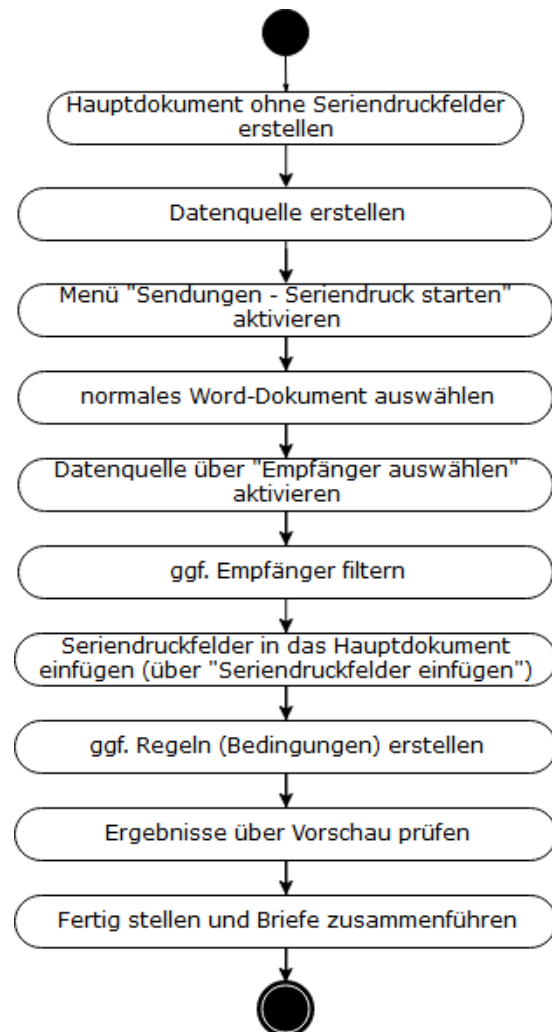 Hauptdokument ohne Seriendruckfelder
erstellen
Datenquelle erstellen
Menü "Sendungen - Seriendruck starten"
aktivieren
normales Word-Dokument auswählen
Datenquelle über "Empfänger auswählen"
aktivieren
ggf. Empfänger filtern
Seriendruckfelder in das Hauptdokument
einfügen (über "Seriendruckfelder einfügen")
ggf. Regeln (Bedingungen) erstellen
Ergebnisse über Vorschau prüfen
Fertig stellen und Briefe zusammenführen